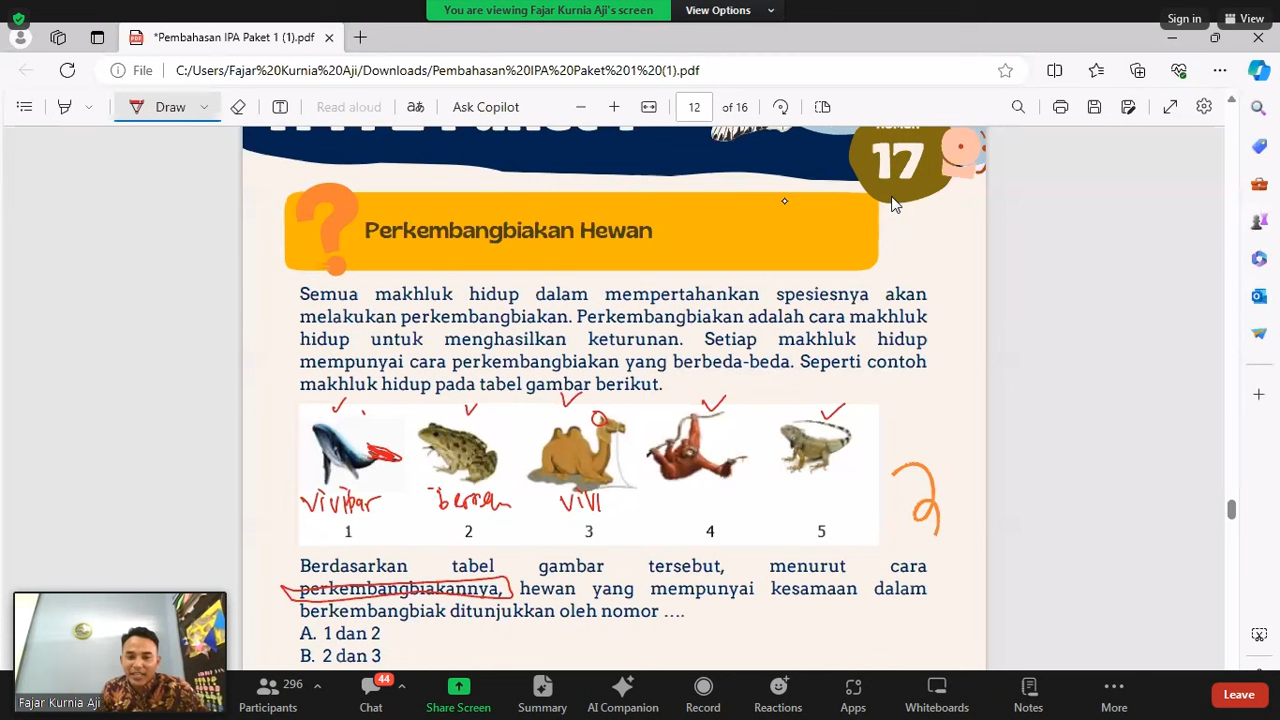 You are viewing Fajar Kurnia Aji's screen
View Options
Sign in
View
*Pembahasan IPA Paket 1 (1).pdf
File
C:/Users/Fajar%20Kurnia%20Aji/Downloads/Pembahasan%20IPA%20Paket%201%20(1).pdf
Draw
Read aloud
aあ
Ask Copilot
12
of 16
17
?
Perkembangbiakan Hewan
Semua makhluk hidup dalam mempertahankan spesiesnya akan
melakukan perkembangbiakan. Perkembangbiakan adalah cara makhluk
hidup untuk menghasilkan keturunan. Setiap makhluk hidup
mempunyai cara perkembangbiakan yang berbeda-beda. Seperti contoh
makhluk hidup pada tabel gambar berikut.
vivipar
vivi
1
2
3
4
5
Berdasarkan tabel gambar tersebut, menurut cara
perkembangbiakannya, hewan yang mempunyai kesamaan dalam
berkembangbiak ditunjukkan oleh nomor ....
A. 1 dan 2
B. 2 dan 3
Fajar Kurnia Aji
296
Participants
44
Chat
Share Screen
Summary
AI Companion
Record
Reactions
Apps
Whiteboards
Notes
More
Leave